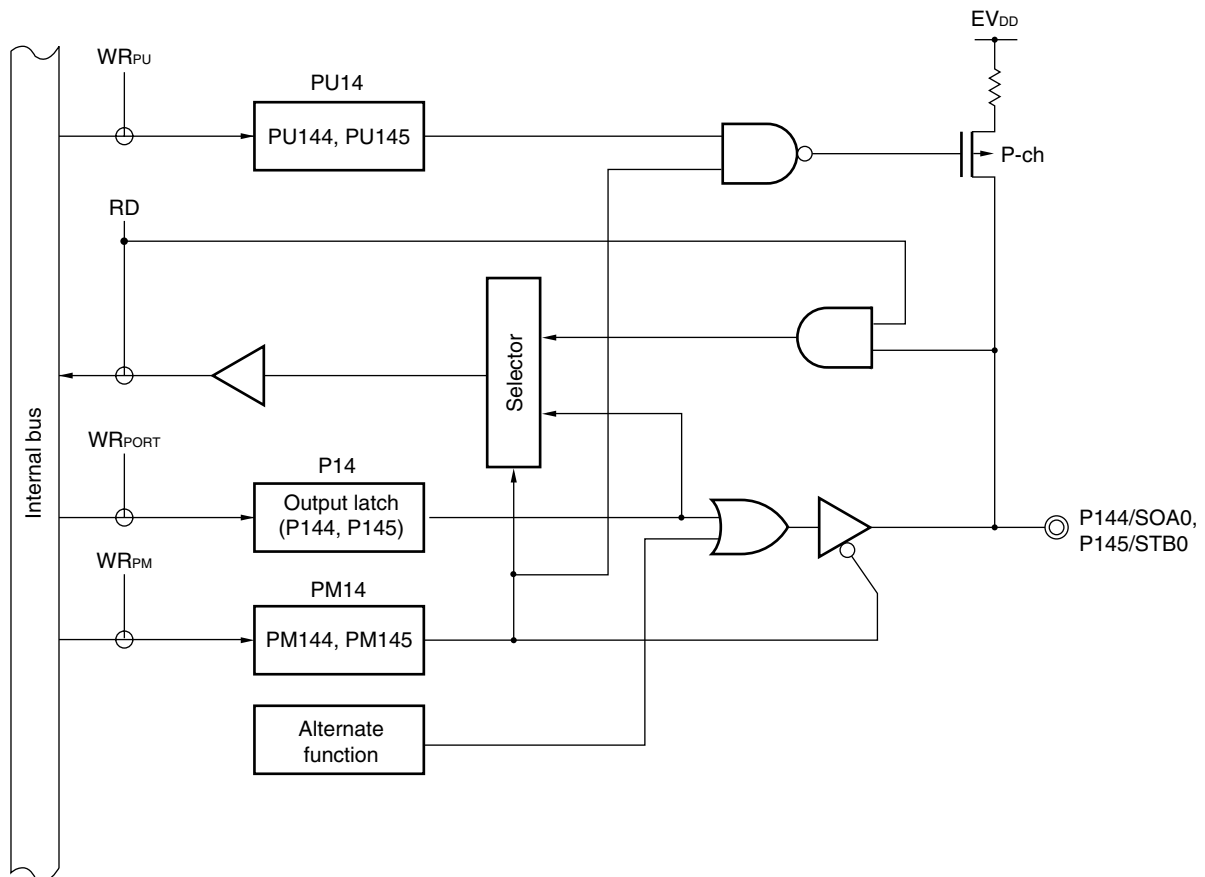 EVDD
WRPU
PU14
PU144, PU145
P-ch
RD
Selector
Internal bus
WRPORT
P14
Output latch
(P144, P145)
P144/SOA0,
P145/STB0
WRPM
PM14
PM144, PM145
Alternate
function